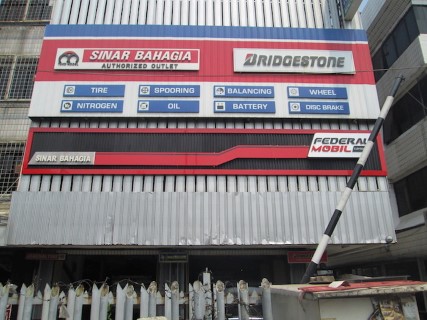 SINAR BAHAGIA
AUTHORIZED OUTLET
BRIDGESTONE
TIRE
SPOORING
BALANCING
WHEEL
NITROGEN
OIL
BATTERY
DISC BRAKE
SINAR BAHAGIA
FEDERAL
MOBIL